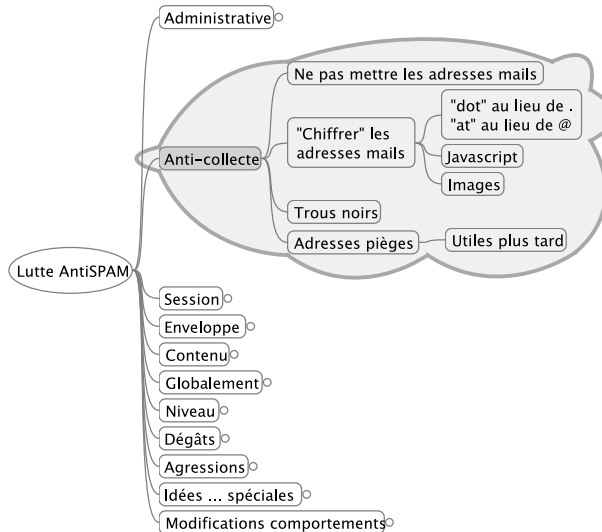 Administrative
Ne pas mettre les adresses mails
"dot" au lieu de .
"at" au lieu de @
"Chiffrer" les
adresses mails
Javascript
Anti-collecte
Images
Trous noirs
Adresses pièges
Utiles plus tard
Lutte AntiSPAM
Session
Enveloppe
Contenu
Globalement
Niveau
Dégâts
Agressions
Idées ... spéciales
Modifications comportements